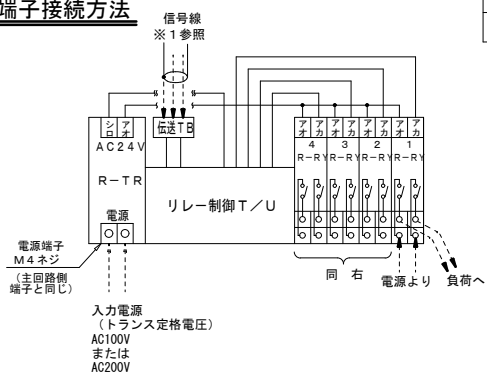 端子接続方法
信号線
※1参照
シロ
アオ
AC24V
伝送TB
アオ
アカ
アオ
アカ
アオ
アカ
アオ
アカ
4
3
2
1
R-RY
R-RY
R-RY
R-RY
R-TR
リレー制御T/U
電源
電源端子
M4ネジ
(主回路側
端子と同じ)
同 右
電源より
負荷へ
入力電源
(トランス定格電圧)
AC100V
または
AC200V